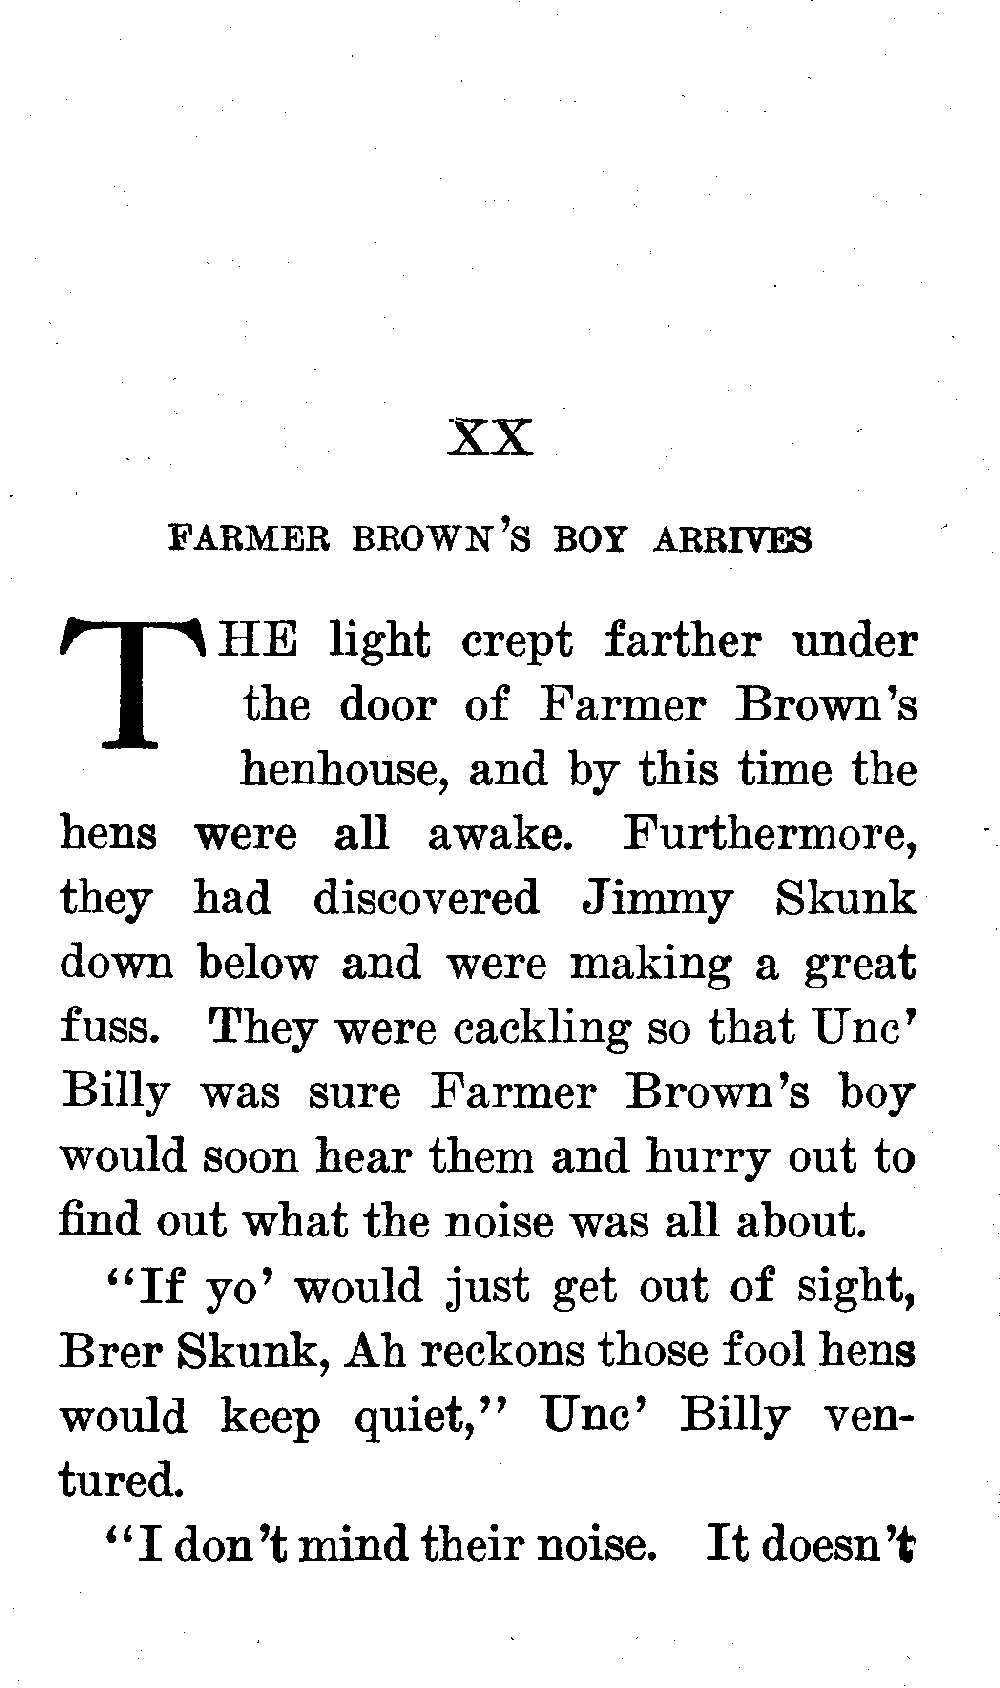 XX
FARMER BROWN'S BOY ARRIVES
THE light crept farther under
the door of Farmer Brown's
henhouse, and by this time the
hens were all awake. Furthermore,
they had discovered Jimmy Skunk
down below and were making a great
fuss. They were cackling so that Unc'
Billy was sure Farmer Brown's boy
would soon hear them and hurry out to
find out what the noise was all about.
"If yo' would just get out of sight,
Brer Skunk, Ah reckons those fool hens
would keep quiet," Unc' Billy ven-
tured.
"I don't mind their noise. It doesn't